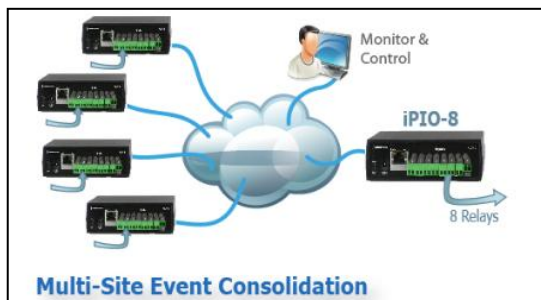 Monitor &
Control
iPIO-8
8 Relays
Multi-Site Event Consolidation